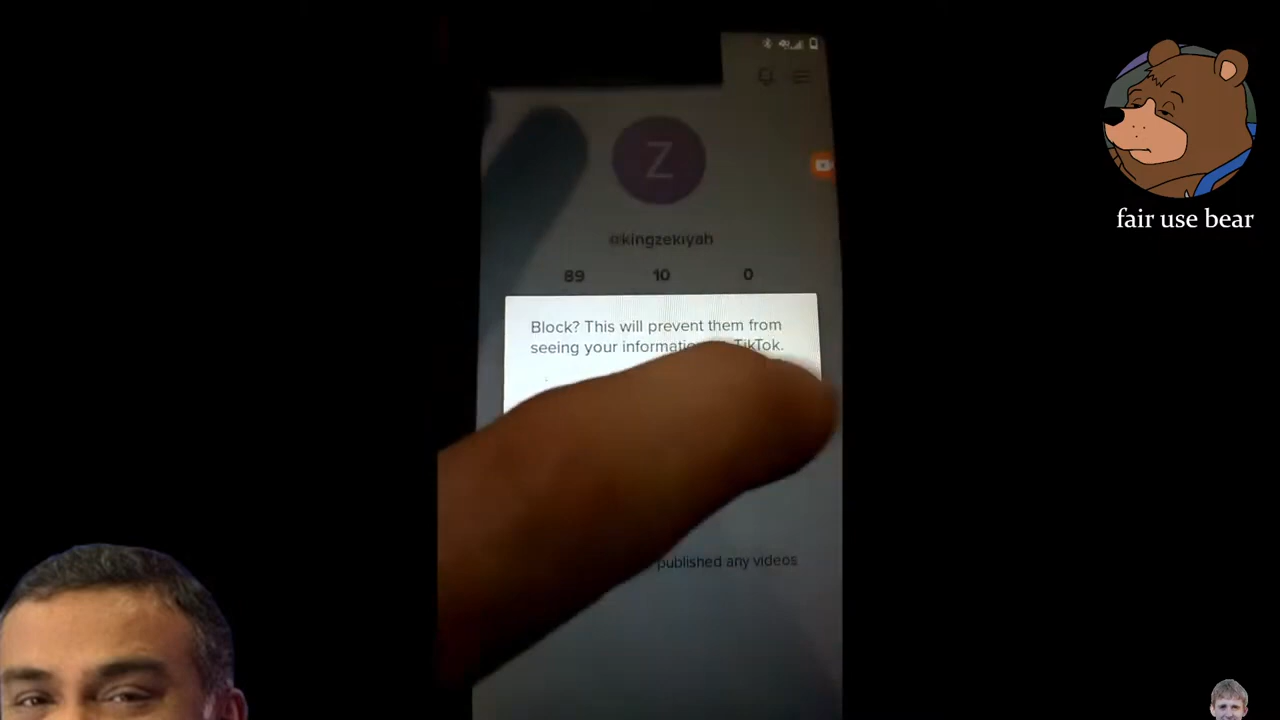 Z
@kingzekiyah
89 10 0
Block? This will prevent them from
seeing your TikTok.
published any videos
fair use bear